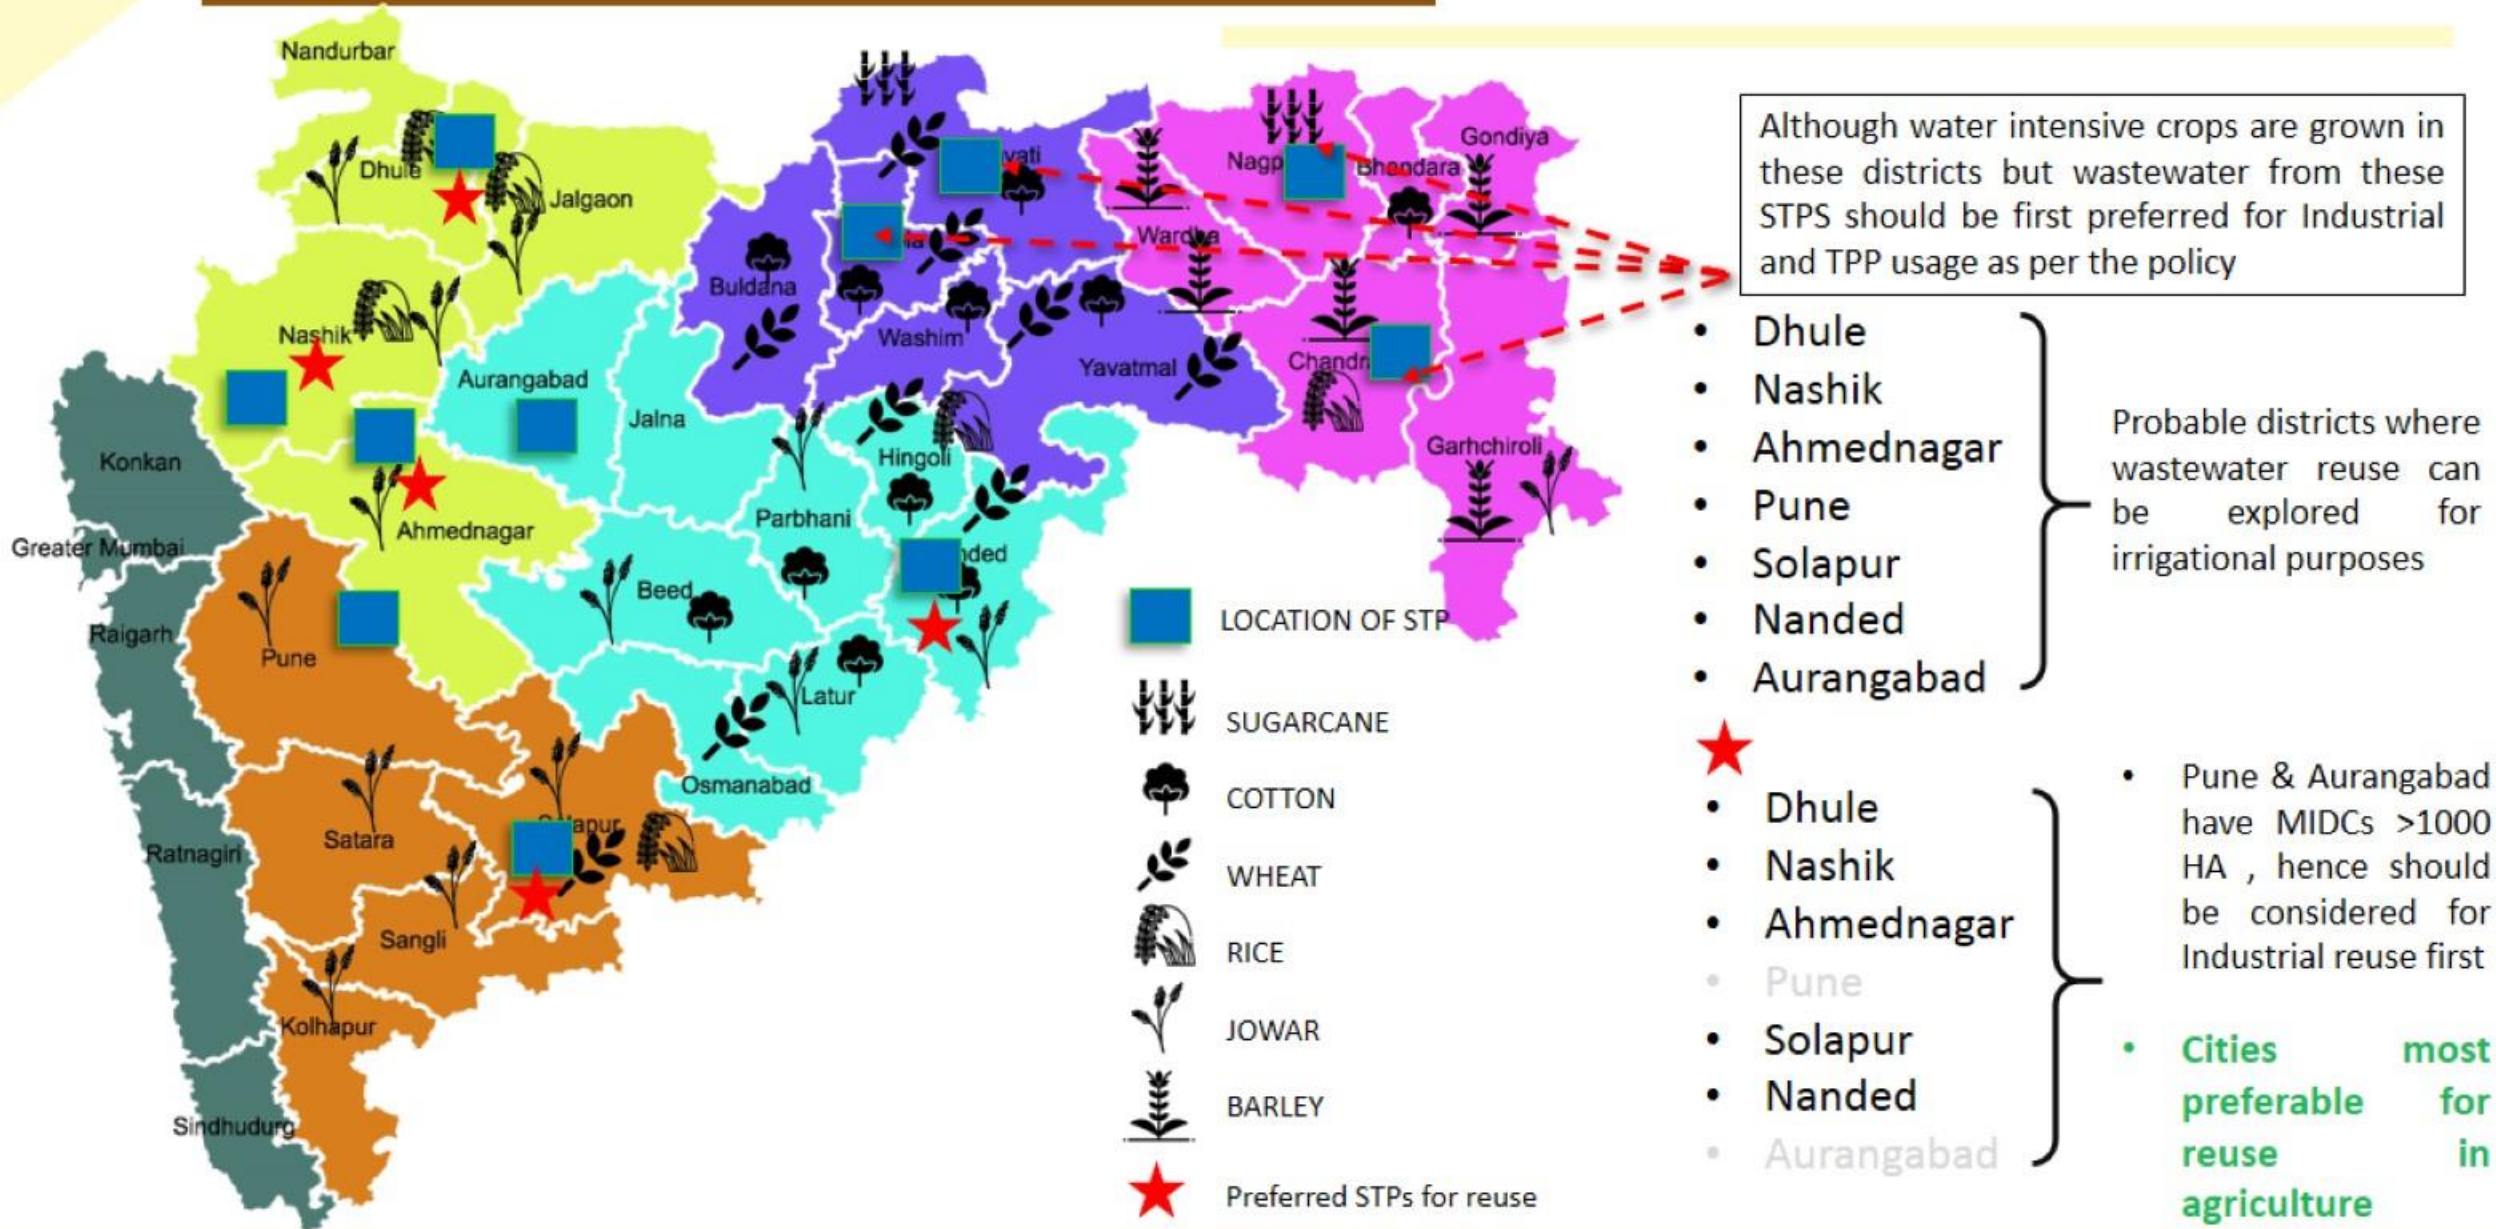 Nandurbar
Dhule
Jalgaon
Nashik
Ahmednagar
Konkan
Greater Mumbai
Raigarh
Ratnagiri
Sindhudurg
Pune
Satara
Sangli
Kolhapur
Aurangabad
Jalna
Beed
Parbhani
Hingoli
Latur
Osmanabad
Buldana
Washim
Yavatmal
Wardha
Nagp
Bhandara
Gondiya
Chandr
Garhchiroli
LOCATION OF STP
SUGARCANE
COTTON
WHEAT
RICE
JOWAR
BARLEY
Preferred STPs for reuse
Although water intensive crops are grown in
these districts but wastewater from these
STPS should be first preferred for Industrial
and TPP usage as per the policy
• Dhule
• Nashik
• Ahmednagar
• Pune
• Solapur
• Nanded
• Aurangabad
Probable districts where
wastewater reuse can
be explored for
irrigational purposes
• Dhule
• Nashik
• Ahmednagar
• Pune
• Solapur
• Nanded
• Aurangabad
• Pune & Aurangabad
have MIDCs >1000
HA , hence should
be considered for
Industrial reuse first
• Cities most
preferable for
reuse in
agriculture